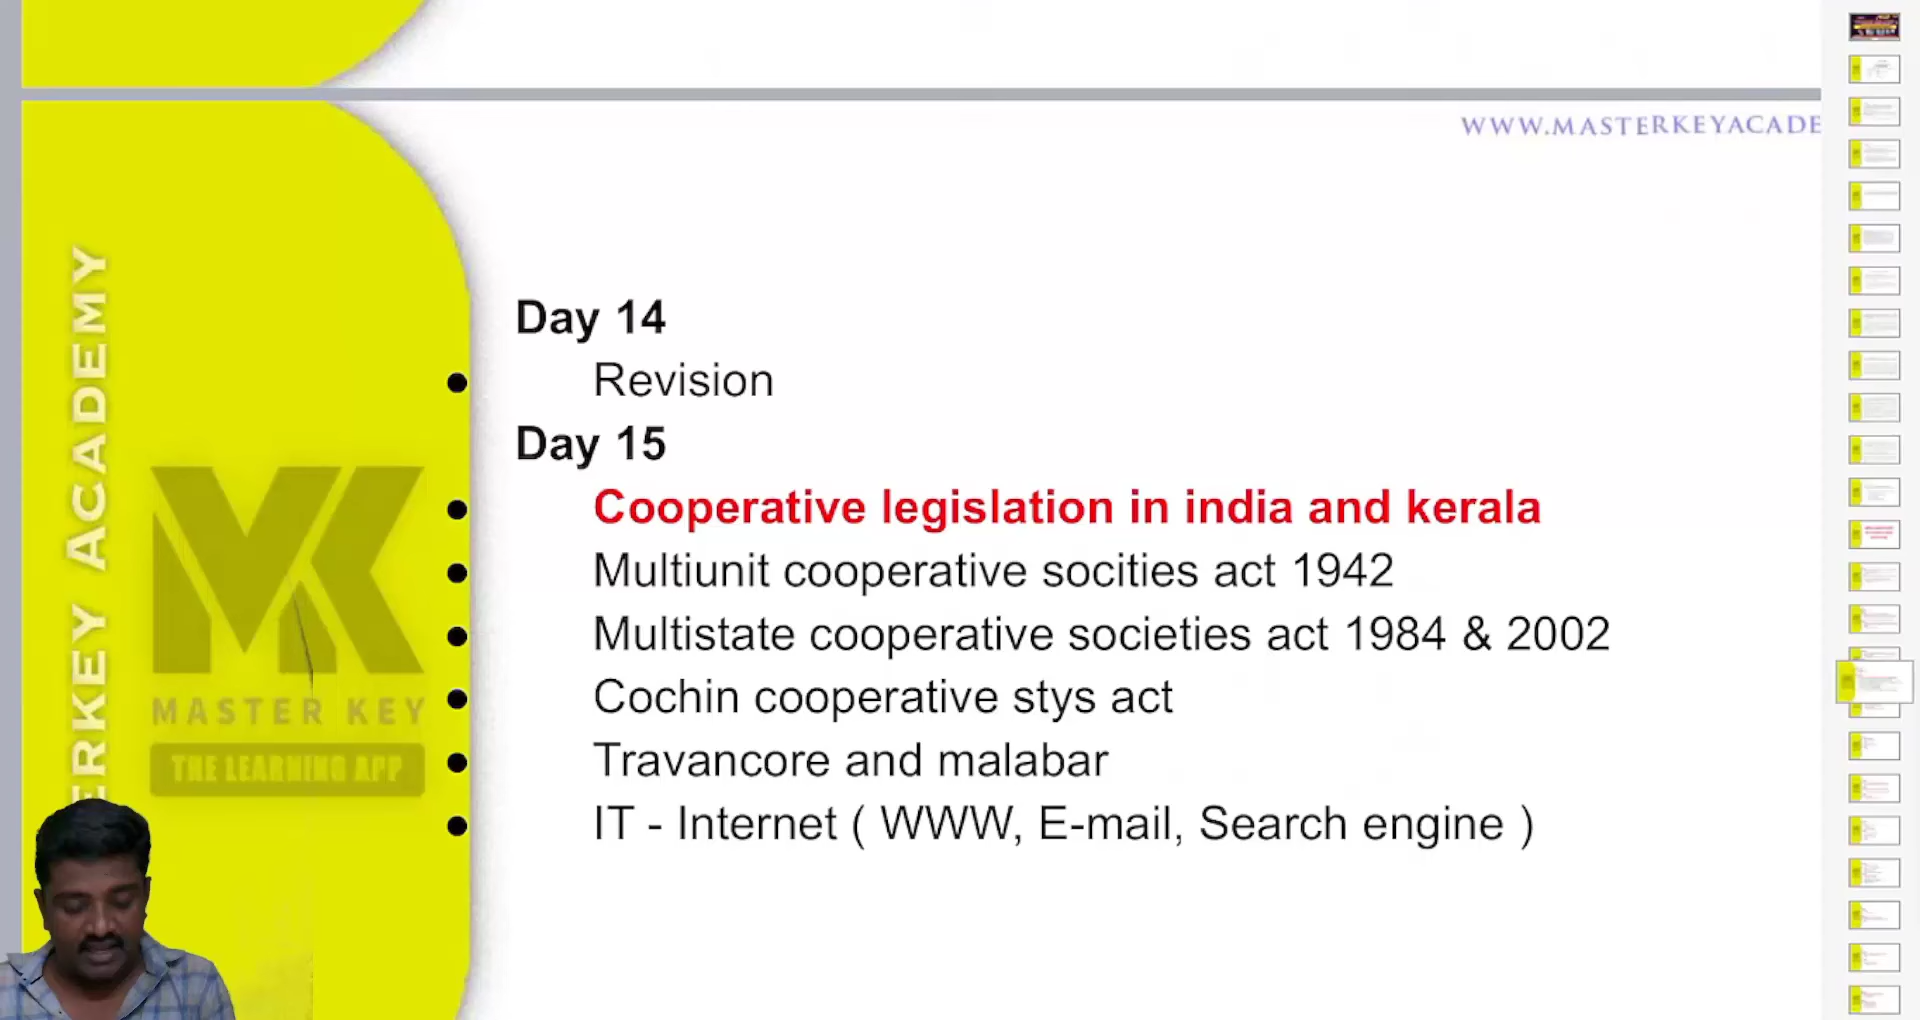 WWW.MASTERKEYACADE
Day 14
Revision
Day 15
Cooperative legislation in india and kerala
Multiunit cooperative socities act 1942
Multistate cooperative societies act 1984 & 2002
Cochin cooperative stys act
Travancore and malabar
IT - Internet ( WWW, E-mail, Search engine )
ERKEY ACADEMY
MK
MASTER KEY
THE LEARNING APP